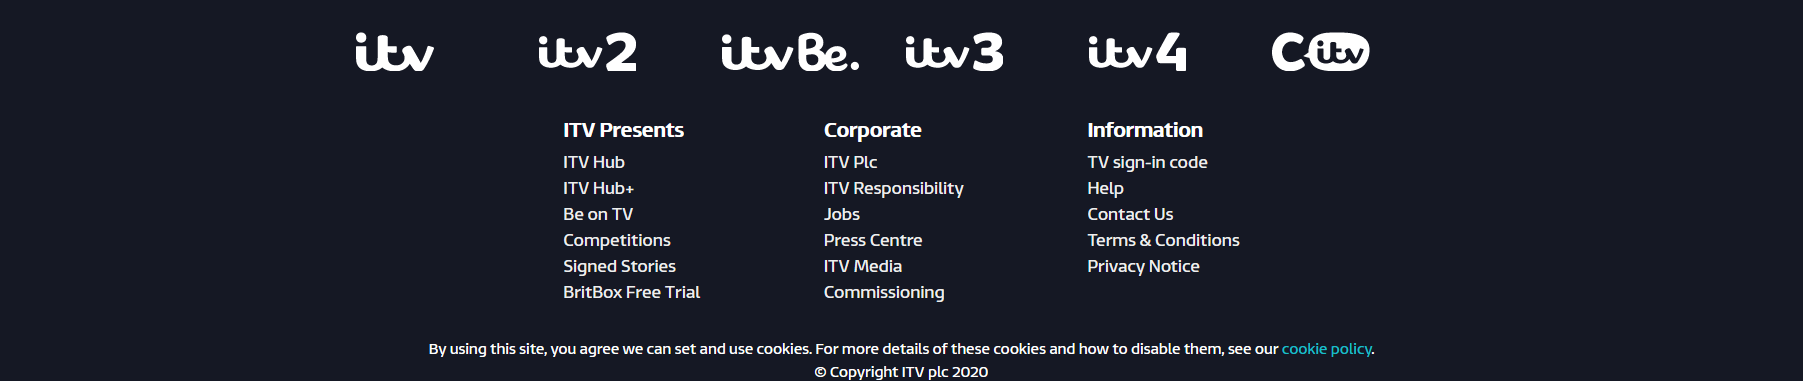 itv
itv2
itvBe.
itv3
itv4
Citv
ITV Presents
ITV Hub
ITV Hub+
Be on TV
Competitions
Signed Stories
BritBox Free Trial
Corporate
ITV Plc
ITV Responsibility
Jobs
Press Centre
ITV Media
Commissioning
Information
TV sign-in code
Help
Contact Us
Terms & Conditions
Privacy Notice
By using this site, you agree we can set and use cookies. For more details of these cookies and how to disable them, see our cookie policy.
© Copyright ITV plc 2020